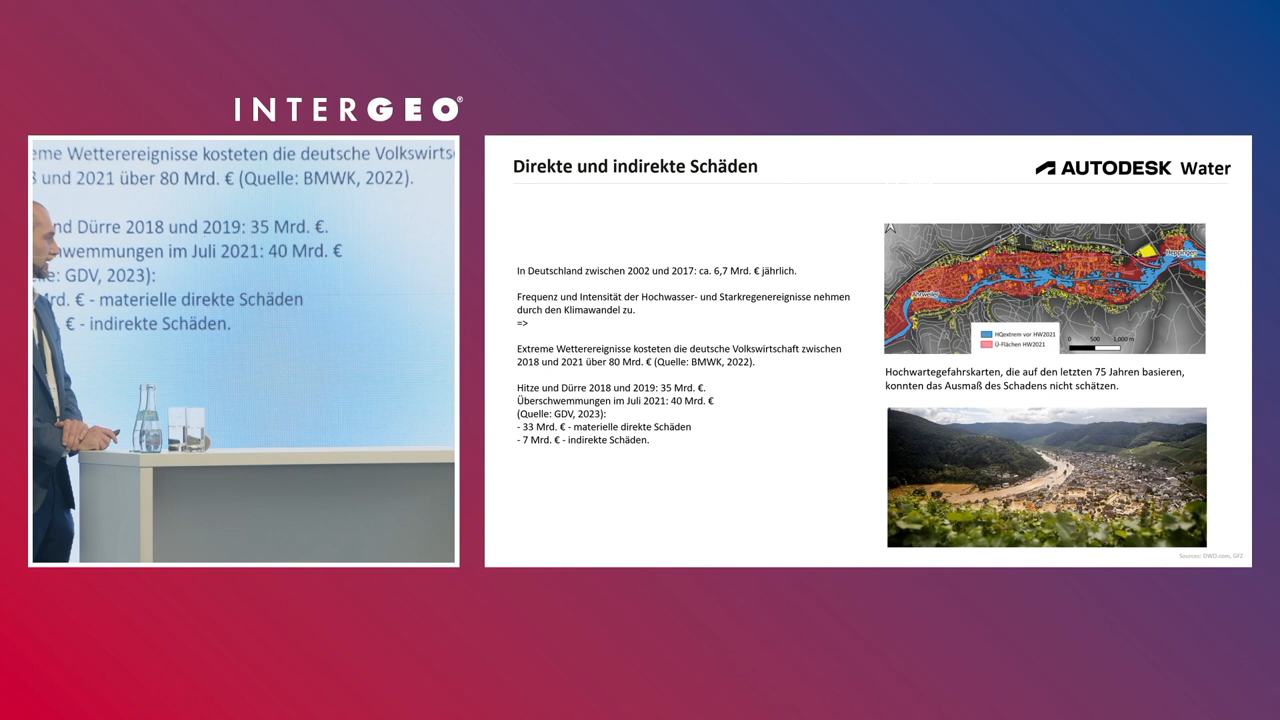 INTERGEO®
eme Wetterereignisse kosteten die deutsche Volkswirts
8 und 2021 über 80 Mrd. € (Quelle: BMWK, 2022).
nd Dürre 2018 und 2019: 35 Mrd. €.
wemmungen im Juli 2021: 40 Mrd. €
le: GDV, 2023):
Mrd. € - materielle direkte Schäden
€ - indirekte Schäden.
Direkte und indirekte Schäden
AUTODESK Water
In Deutschland zwischen 2002 und 2017: ca. 6,7 Mrd. € jährlich.
Frequenz und Intensität der Hochwasser- und Starkregenereignisse nehmen
durch den Klimawandel zu.
=>
Extreme Wetterereignisse kosteten die deutsche Volkswirtschaft zwischen
2018 und 2021 über 80 Mrd. € (Quelle: BMWK, 2022).
Hitze und Dürre 2018 und 2019: 35 Mrd. €.
Überschwemmungen im Juli 2021: 40 Mrd. €
(Quelle: GDV, 2023):
- 33 Mrd. € - materielle direkte Schäden
- 7 Mrd. € - indirekte Schäden.
Heppingen
Ahrweiler
HQextrem vor HW2021
Ü-Flächen HW2021
0 500 1,000 m
Hochwartegefahrskarten, die auf den letzten 75 Jahren basieren,
konnten das Ausmaß des Schadens nicht schätzen.
Sources: DWD.com, GFZ